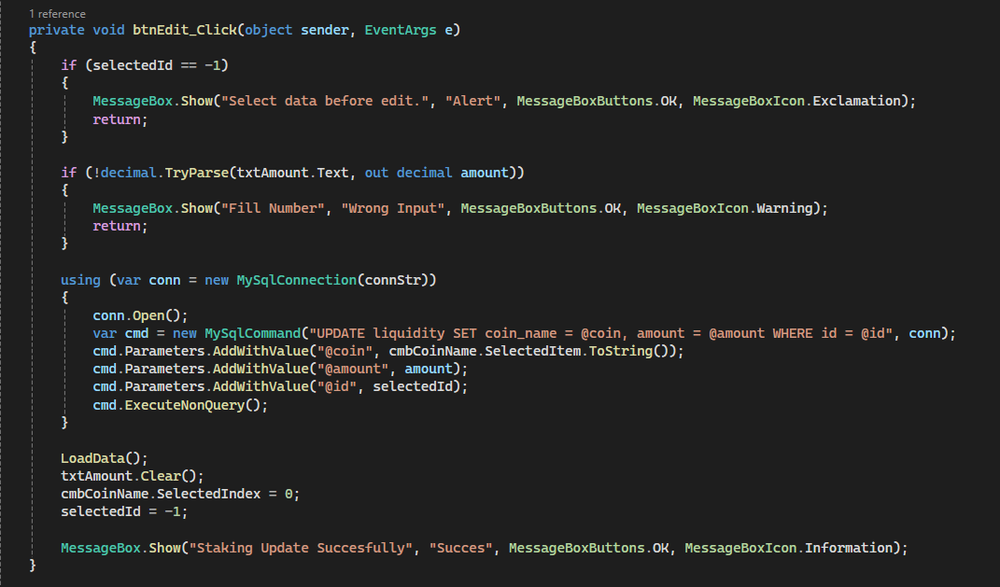 1 reference
private void btnEdit_Click(object sender, EventArgs e)
{
if (selectedId == -1)
{
MessageBox.Show("Select data before edit.", "Alert", MessageBoxButtons.OK, MessageBoxIcon.Exclamation);
return;
}
if (!decimal.TryParse(txtAmount.Text, out decimal amount))
{
MessageBox.Show("Fill Number", "Wrong Input", MessageBoxButtons.OK, MessageBoxIcon.Warning);
return;
}
using (var conn = new MySqlConnection(connStr))
{
conn.Open();
var cmd = new MySqlCommand("UPDATE liquidity SET coin_name = @coin, amount = @amount WHERE id = @id", conn);
cmd.Parameters.AddWithValue("@coin", cmbCoinName.SelectedItem.ToString());
cmd.Parameters.AddWithValue("@amount", amount);
cmd.Parameters.AddWithValue("@id", selectedId);
cmd.ExecuteNonQuery();
}
LoadData();
txtAmount.Clear();
cmbCoinName.SelectedIndex = 0;
selectedId = -1;
MessageBox.Show("Staking Update Succesfully", "Succes", MessageBoxButtons.OK, MessageBoxIcon.Information);
}